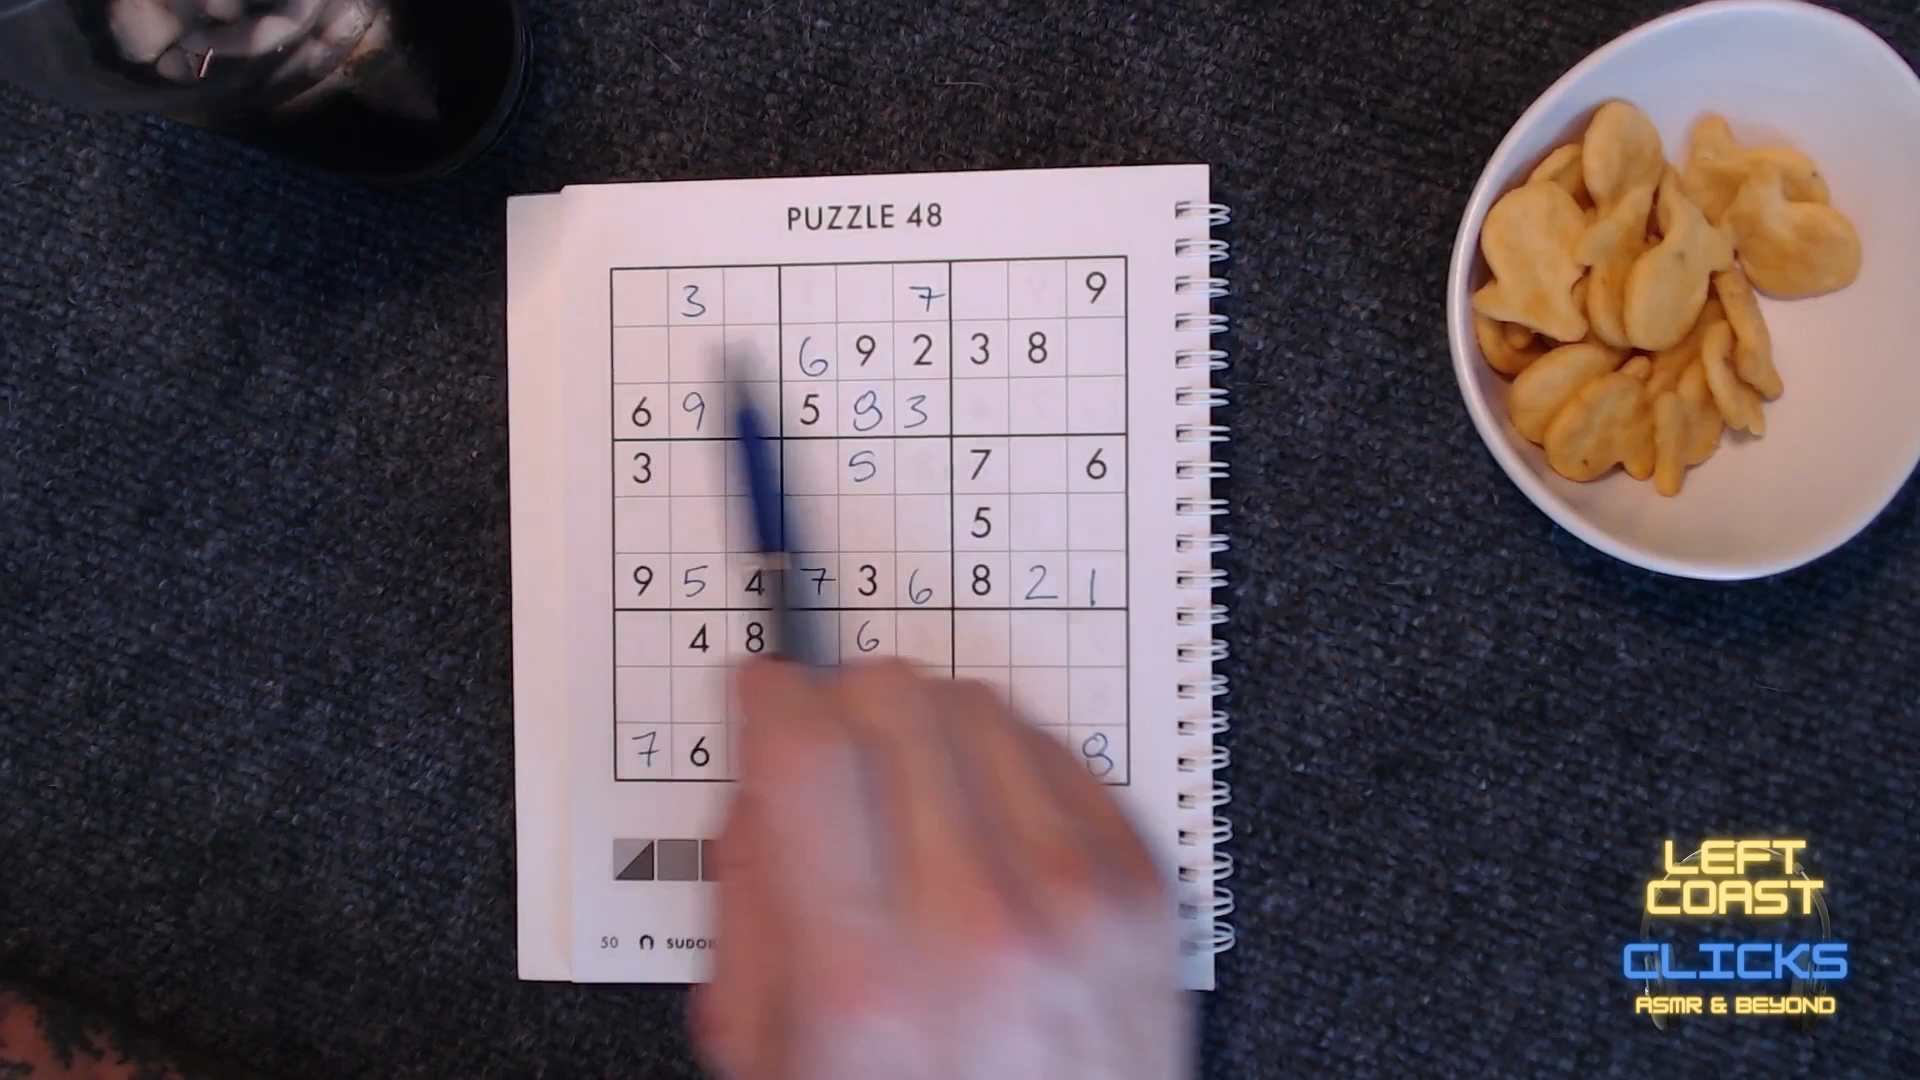 PUZZLE 48
3 7 9
6 9 2 3 8
6 9 5 8 3
3 5 7 6
5
9 5 4 7 3 6 8 2 1
4 8 6
7 6 8
50
LEFT
COAST
CLICKS
ASMR & BEYOND